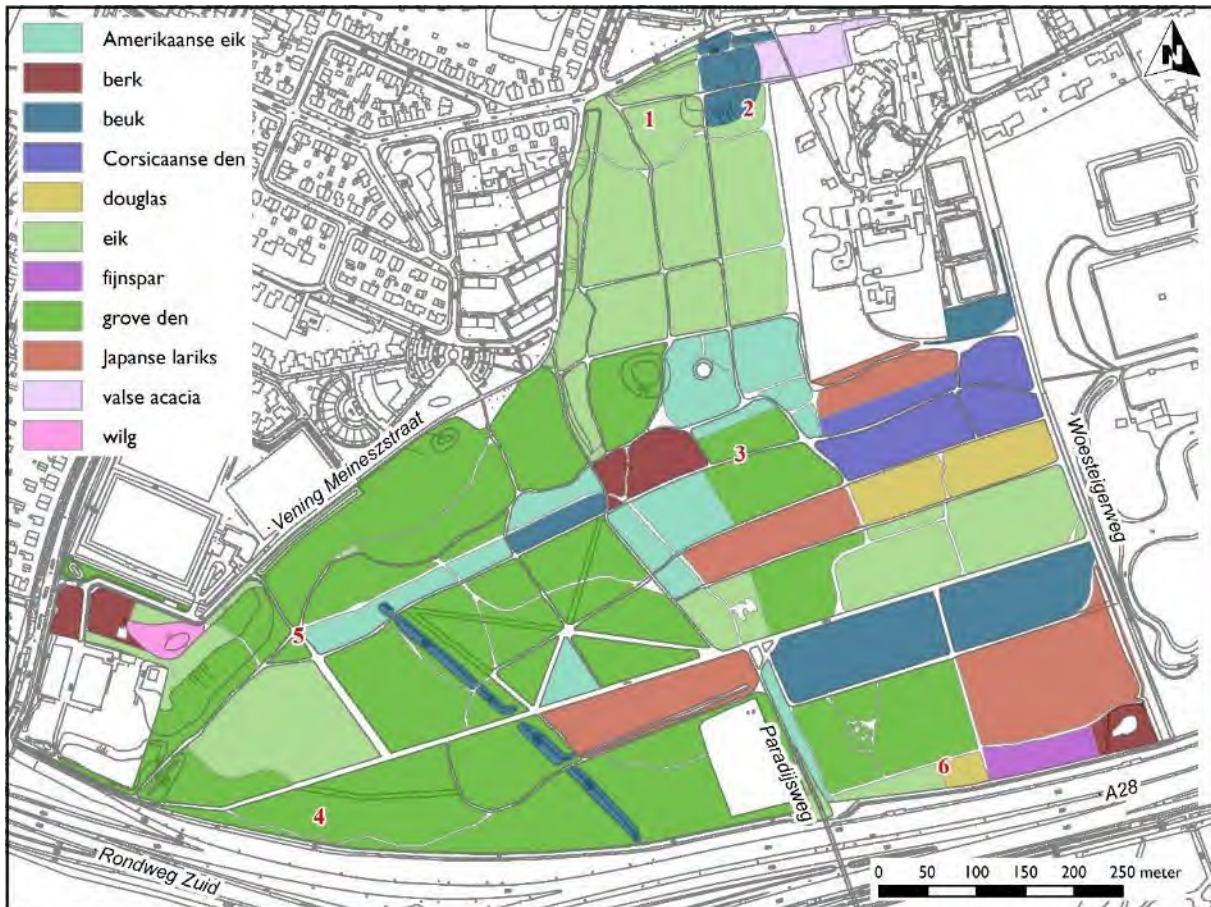 Amerikaanse eik
berk
beuk
Corsicaanse den
douglas
eik
fijnspar
grove den
Japanse lariks
valse acacia
wilg
N
1
2
3
4
5
6
Vening Meineszstraat
Woesteigerweg
Paradijsweg
A28
Rondweg Zuid
0 50 100 150 200 250 meter